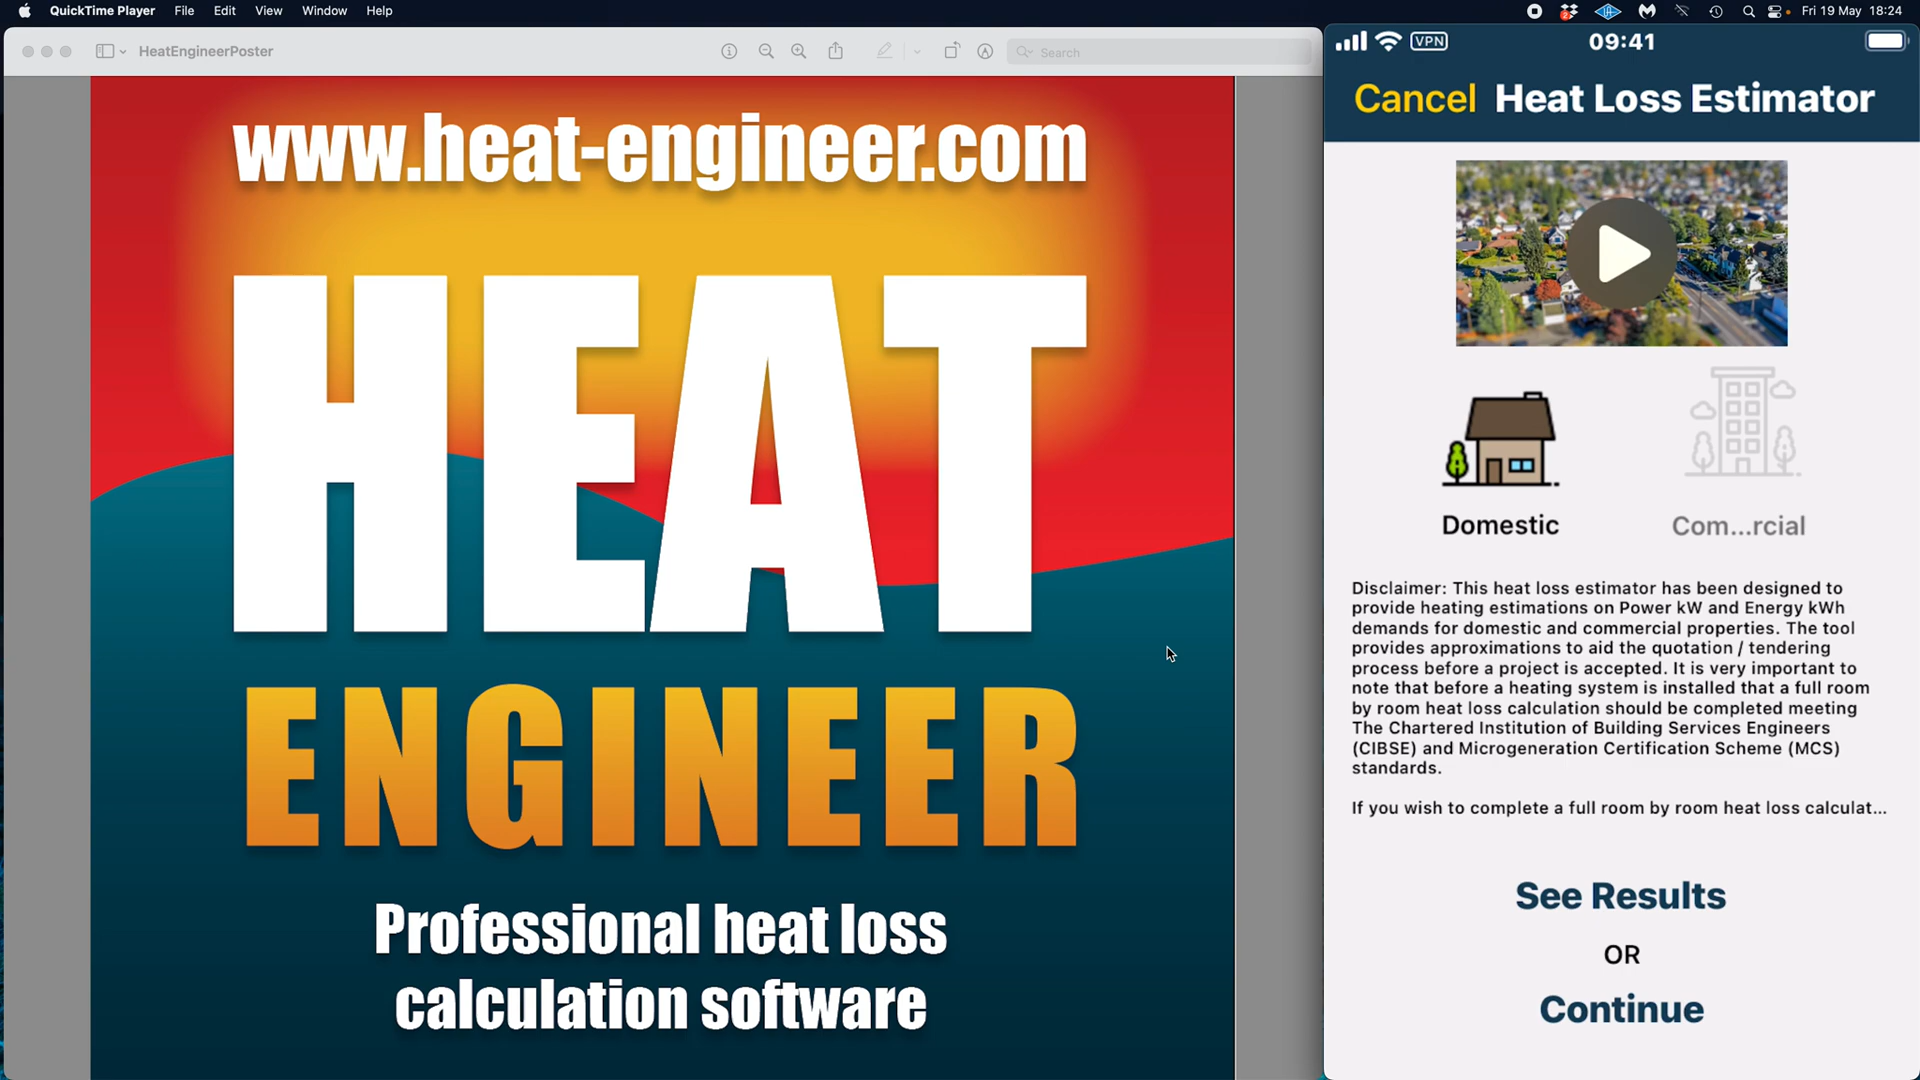 QuickTime Player File Edit View Window Help
Fri 19 May 18:24
HeatEngineerPoster
Search
www.heat-engineer.com
HEAT
ENGINEER
Professional heat loss
calculation software
VPN
09:41
Cancel Heat Loss Estimator
Domestic
Com...rcial
Disclaimer: This heat loss estimator has been designed to
provide heating estimations on Power kW and Energy kWh
demands for domestic and commercial properties. The tool
provides approximations to aid the quotation / tendering
process before a project is accepted. It is very important to
note that before a heating system is installed that a full room
by room heat loss calculation should be completed meeting
The Chartered Institution of Building Services Engineers
(CIBSE) and Microgeneration Certification Scheme (MCS)
standards.
If you wish to complete a full room by room heat loss calculat...
See Results
OR
Continue